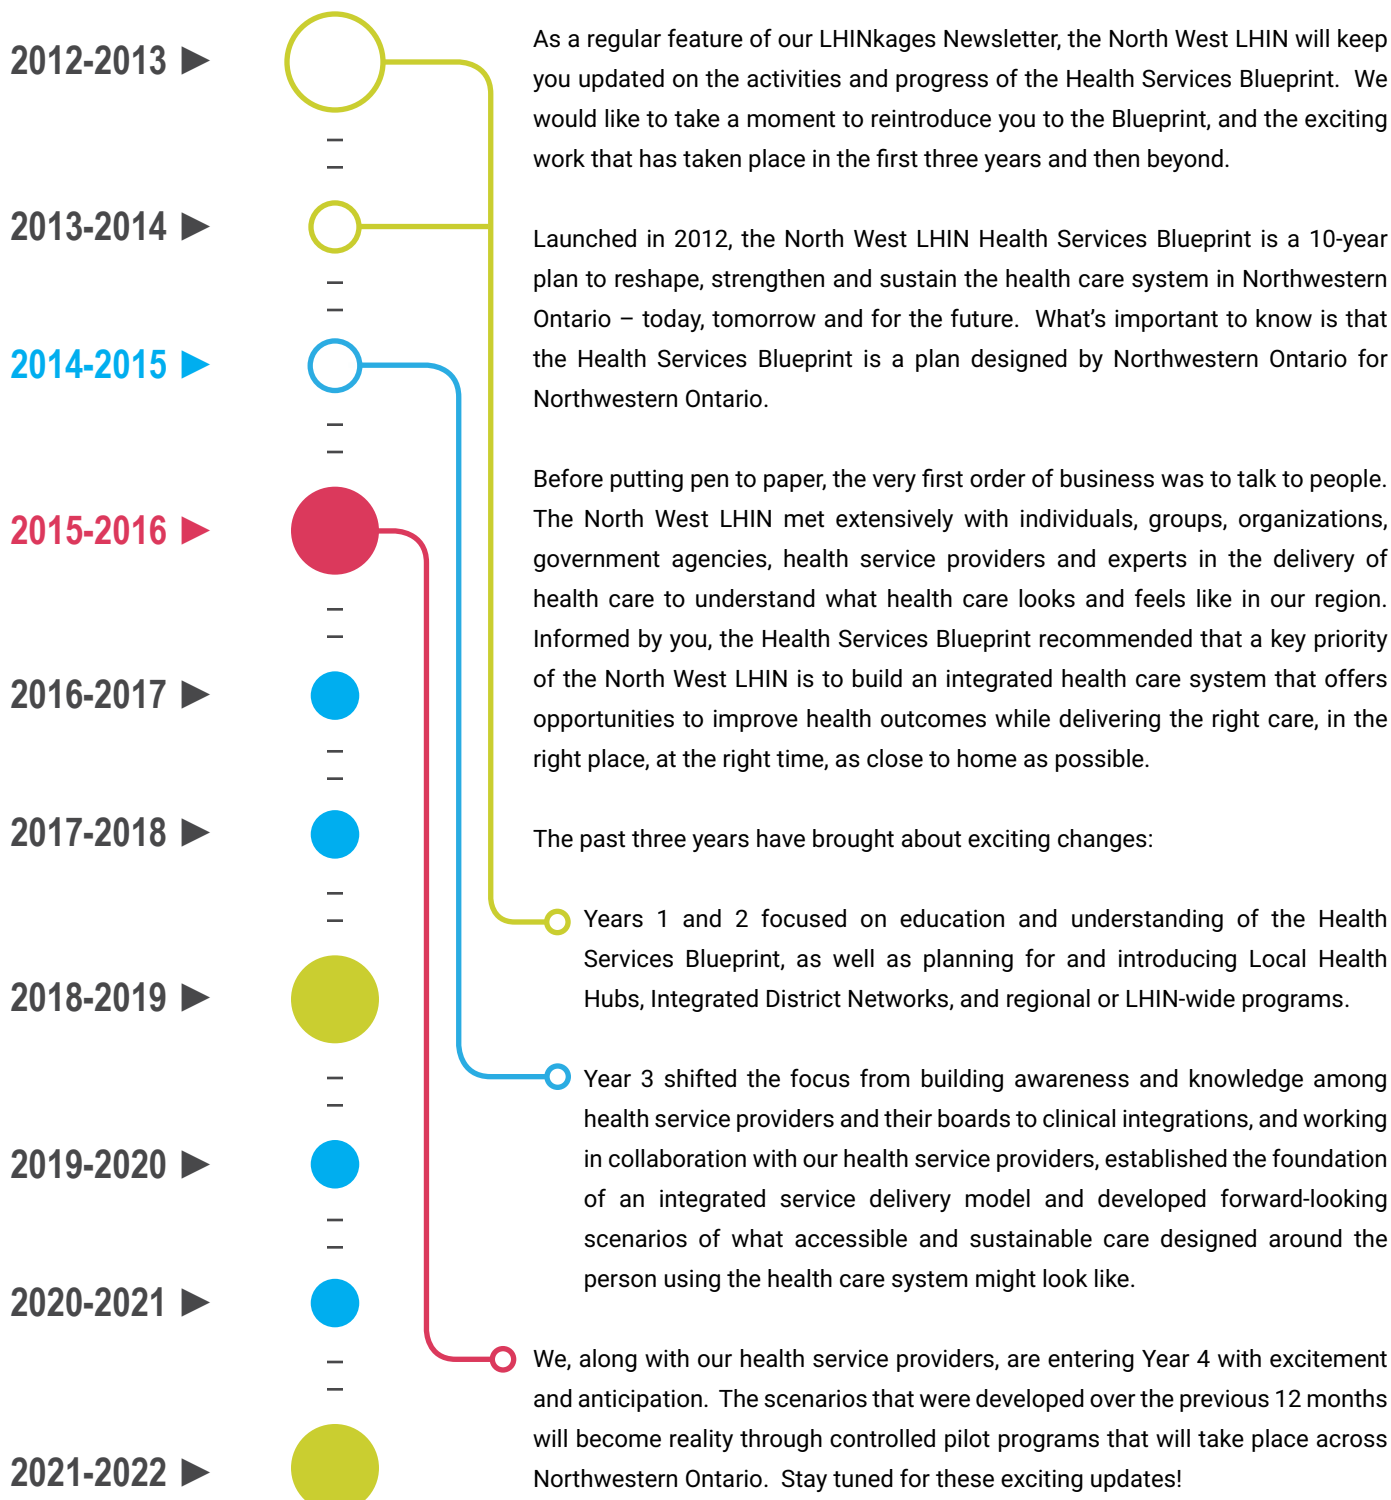 2012-2013
2013-2014
2014-2015
2015-2016
2016-2017
2017-2018
2018-2019
2019-2020
2020-2021
2021-2022
As a regular feature of our LHINkages Newsletter, the North West LHIN will keep
you updated on the activities and progress of the Health Services Blueprint. We
would like to take a moment to reintroduce you to the Blueprint, and the exciting
work that has taken place in the first three years and then beyond.
Launched in 2012, the North West LHIN Health Services Blueprint is a 10-year
plan to reshape, strengthen and sustain the health care system in Northwestern
Ontario – today, tomorrow and for the future. What's important to know is that
the Health Services Blueprint is a plan designed by Northwestern Ontario for
Northwestern Ontario.
Before putting pen to paper, the very first order of business was to talk to people.
The North West LHIN met extensively with individuals, groups, organizations,
government agencies, health service providers and experts in the delivery of
health care to understand what health care looks and feels like in our region.
Informed by you, the Health Services Blueprint recommended that a key priority
of the North West LHIN is to build an integrated health care system that offers
opportunities to improve health outcomes while delivering the right care, in the
right place, at the right time, as close to home as possible.
The past three years have brought about exciting changes:
Years 1 and 2 focused on education and understanding of the Health
Services Blueprint, as well as planning for and introducing Local Health
Hubs, Integrated District Networks, and regional or LHIN-wide programs.
Year 3 shifted the focus from building awareness and knowledge among
health service providers and their boards to clinical integrations, and working
in collaboration with our health service providers, established the foundation
of an integrated service delivery model and developed forward-looking
scenarios of what accessible and sustainable care designed around the
person using the health care system might look like.
We, along with our health service providers, are entering Year 4 with excitement
and anticipation. The scenarios that were developed over the previous 12 months
will become reality through controlled pilot programs that will take place across
Northwestern Ontario. Stay tuned for these exciting updates!